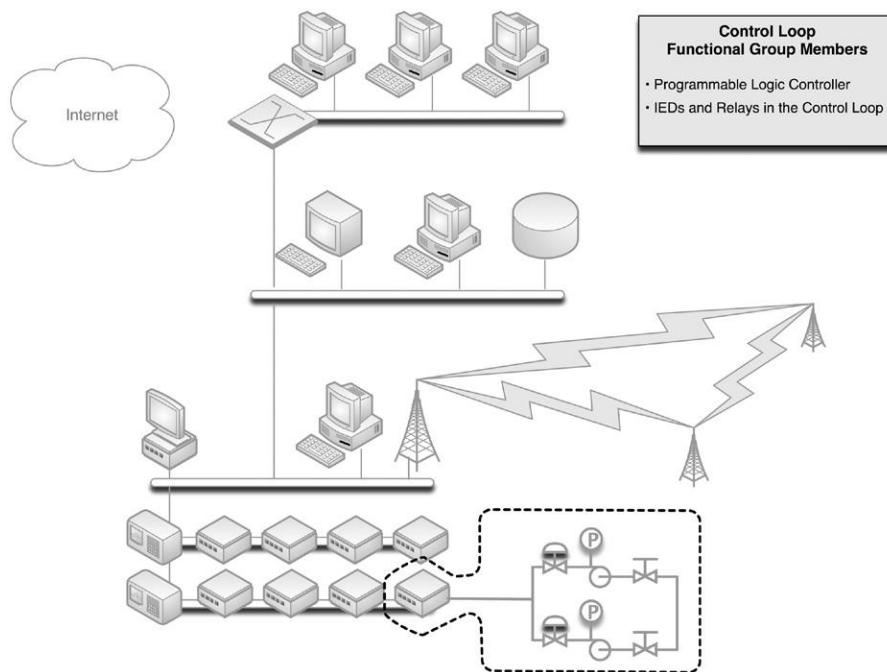 Control Loop
Functional Group Members
• Programmable Logic Controller
• IEDs and Relays in the Control Loop
Internet
P
P